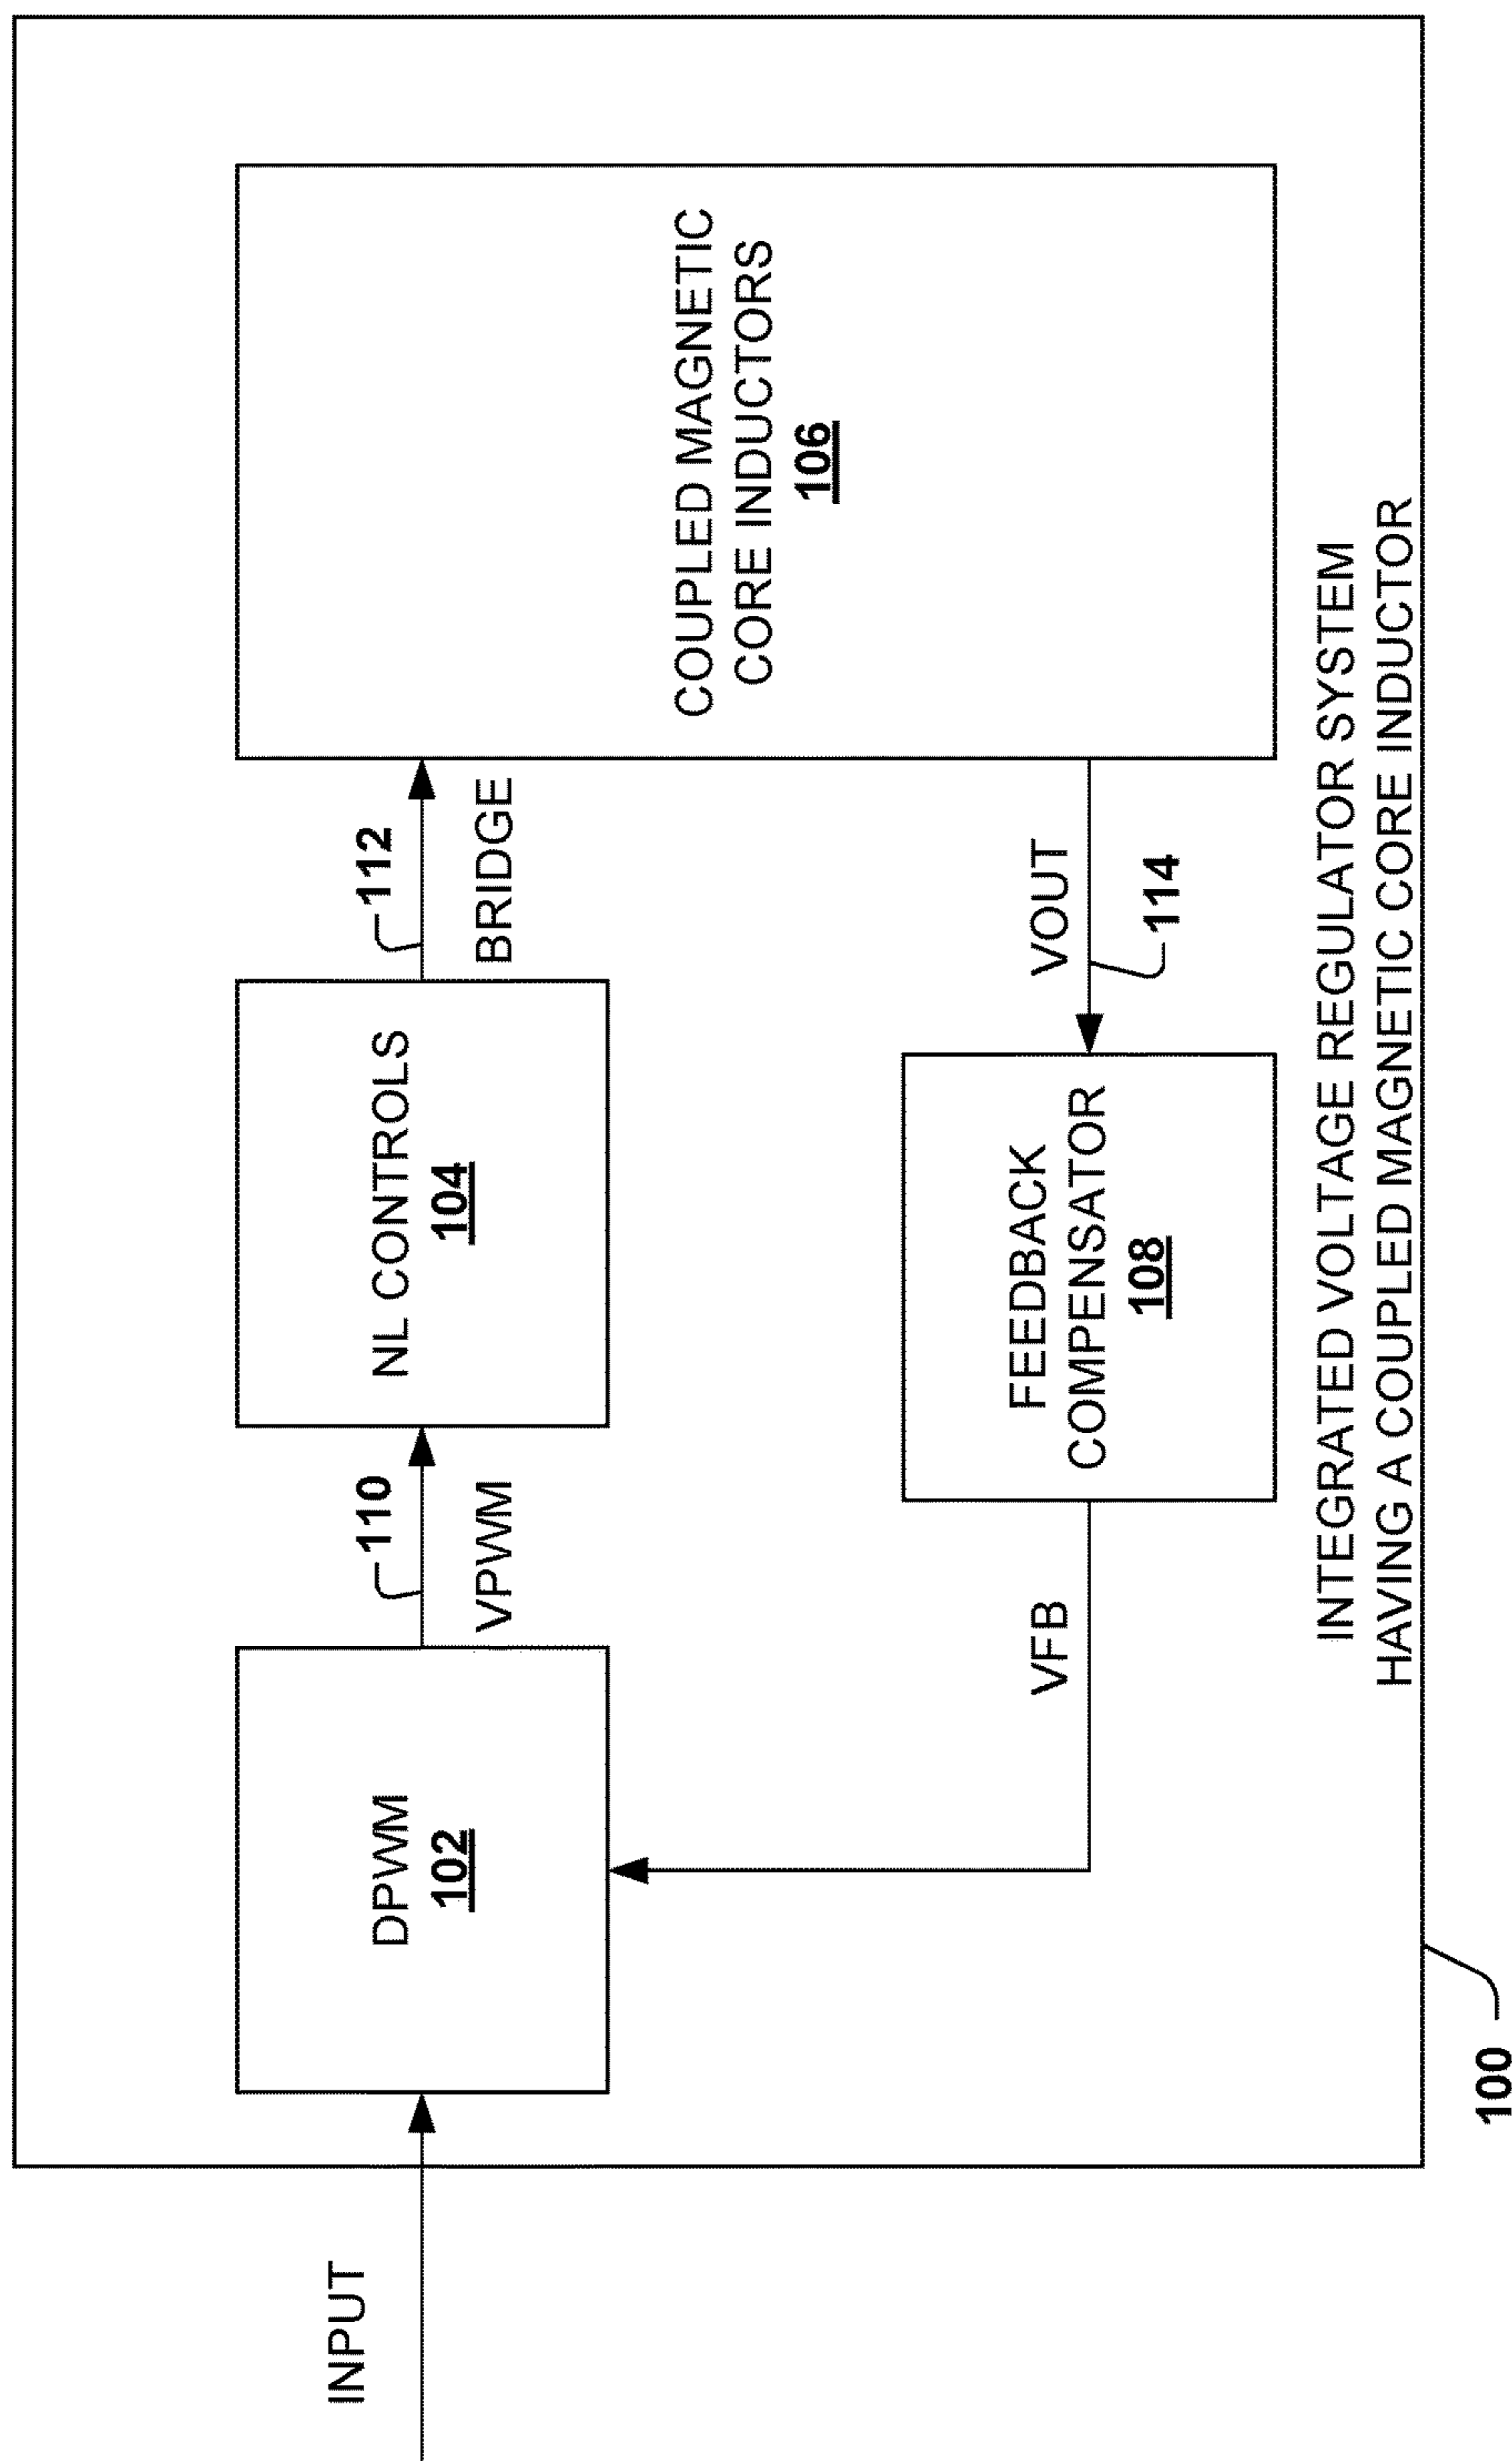 INPUT
DPWM
102
110
VPWM
NL CONTROLS
104
112
BRIDGE
COUPLED MAGNETIC
CORE INDUCTORS
106
VFB
FEEDBACK
COMPENSATOR
108
VOUT
114
INTEGRATED VOLTAGE REGULATOR SYSTEM
HAVING A COUPLED MAGNETIC CORE INDUCTOR
100